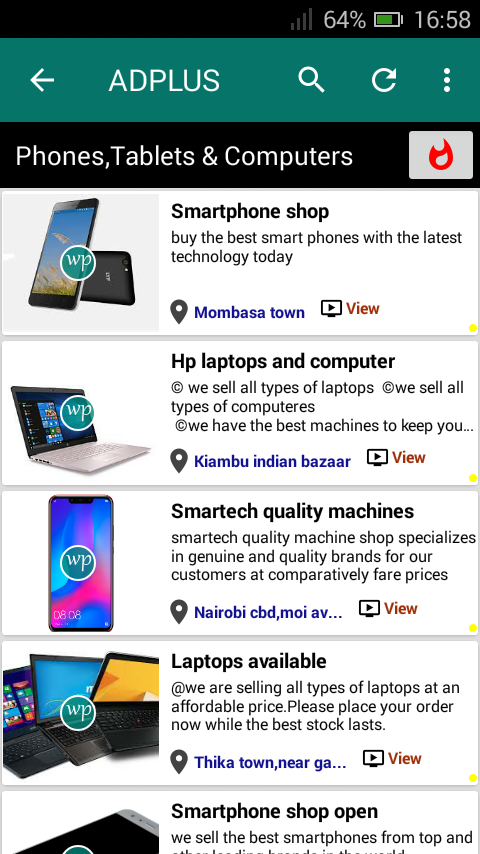 64% 16:58
ADPLUS
Phones,Tablets & Computers
Smartphone shop
buy the best smart phones with the latest
technology today
wp
Mombasa town View
Hp laptops and computer
© we sell all types of laptops ©we sell all
types of computeres
©we have the best machines to keep you...
wp
Kiambu indian bazaar View
Smartech quality machines
smartech quality machine shop specializes
in genuine and quality brands for our
customers at comparatively fare prices
wp
08:08
Nairobi cbd,moi av... View
Laptops available
@we are selling all types of laptops at an
affordable price.Please place your order
now while the best stock lasts.
wp
Thika town,near ga... View
Smartphone shop open
we sell the best smartphones from top and
other leading brands in the world